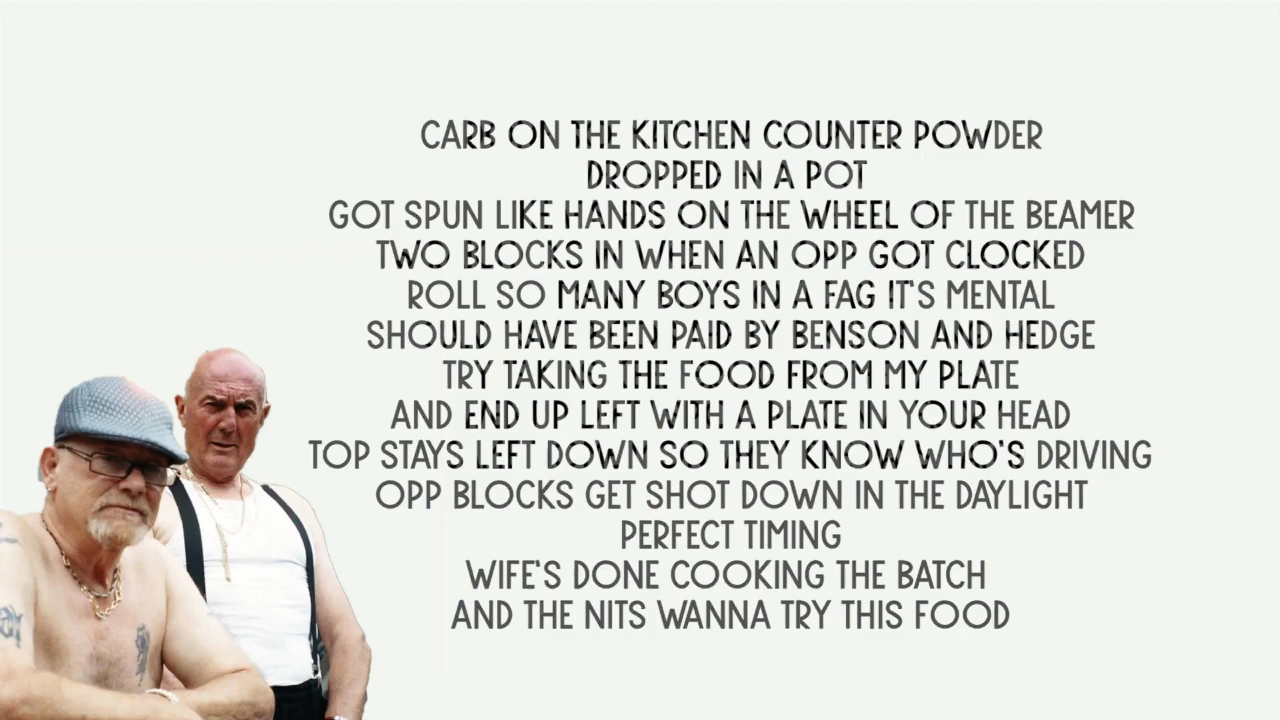 CARB ON THE KITCHEN COUNTER POWDER
DROPPED IN A POT
GOT SPUN LIKE HANDS ON THE WHEEL OF THE BEAMER
TWO BLOCKS IN WHEN AN OPP GOT CLOCKED
ROLL SO MANY BOYS IN A FAG IT'S MENTAL
SHOULD HAVE BEEN PAID BY BENSON AND HEDGE
TRY TAKING THE FOOD FROM MY PLATE
AND END UP LEFT WITH A PLATE IN YOUR HEAD
TOP STAYS LEFT DOWN SO THEY KNOW WHO'S DRIVING
OPP BLOCKS GET SHOT DOWN IN THE DAYLIGHT
PERFECT TIMING
WIFE'S DONE COOKING THE BATCH
AND THE NITS WANNA TRY THIS FOOD